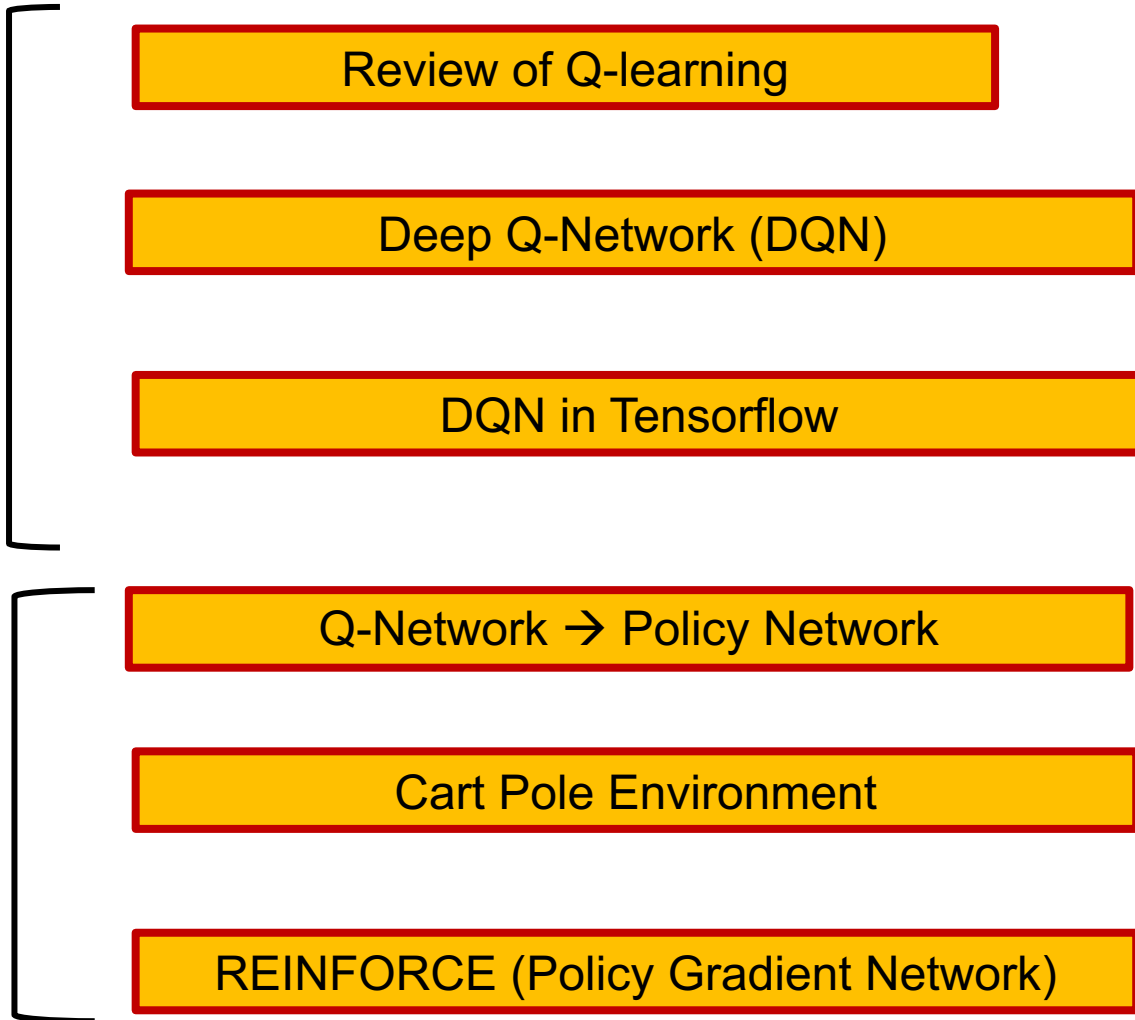 Review of Q-learning
Deep Q-Network (DQN)
DQN in Tensorflow
Q-Network → Policy Network
Cart Pole Environment
REINFORCE (Policy Gradient Network)